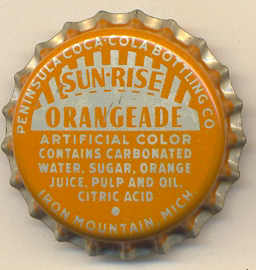 PENINSULA COCA-COLA BOTTLING CO
SUN-RISE
ORANGEADE
ARTIFICIAL COLOR
CONTAINS CARBONATED
WATER, SUGAR, ORANGE
JUICE, PULP AND OIL.
CITRIC ACID
IRON MOUNTAIN, MICH